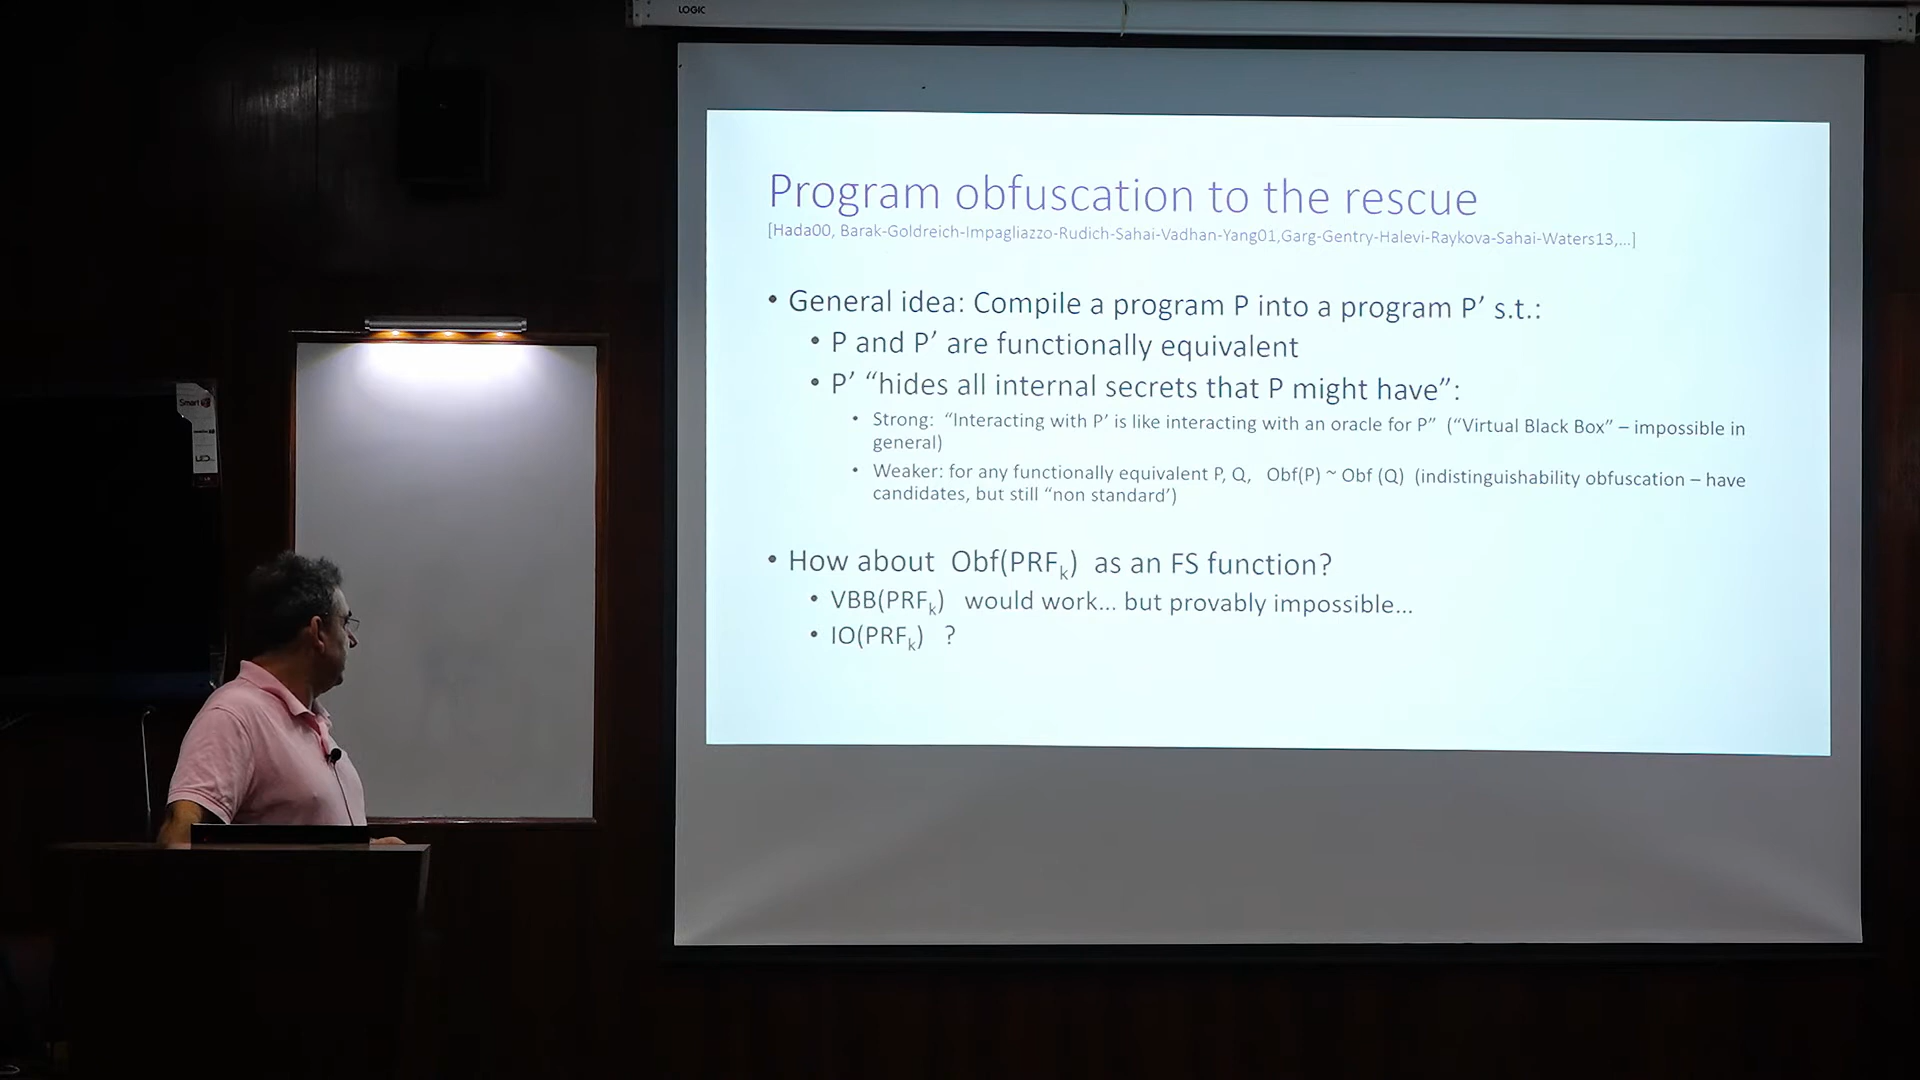 LOGIC
Program obfuscation to the rescue
[Hada00, Barak-Goldreich-Impagliazzo-Rudich-Sahai-Vadhan-Yang01,Garg-Gentry-Halevi-Raykova-Sahai-Waters13,...]
• General idea: Compile a program P into a program P’ s.t.:
• P and P’ are functionally equivalent
• P’ “hides all internal secrets that P might have”:
• Strong: “Interacting with P’ is like interacting with an oracle for P” (“Virtual Black Box” – impossible in
general)
• Weaker: for any functionally equivalent P, Q, Obf(P) ~ Obf (Q) (indistinguishability obfuscation – have
candidates, but still “non standard’)
• How about Obf(PRFk) as an FS function?
• VBB(PRFk) would work... but provably impossible...
• IO(PRFk) ?
Smart